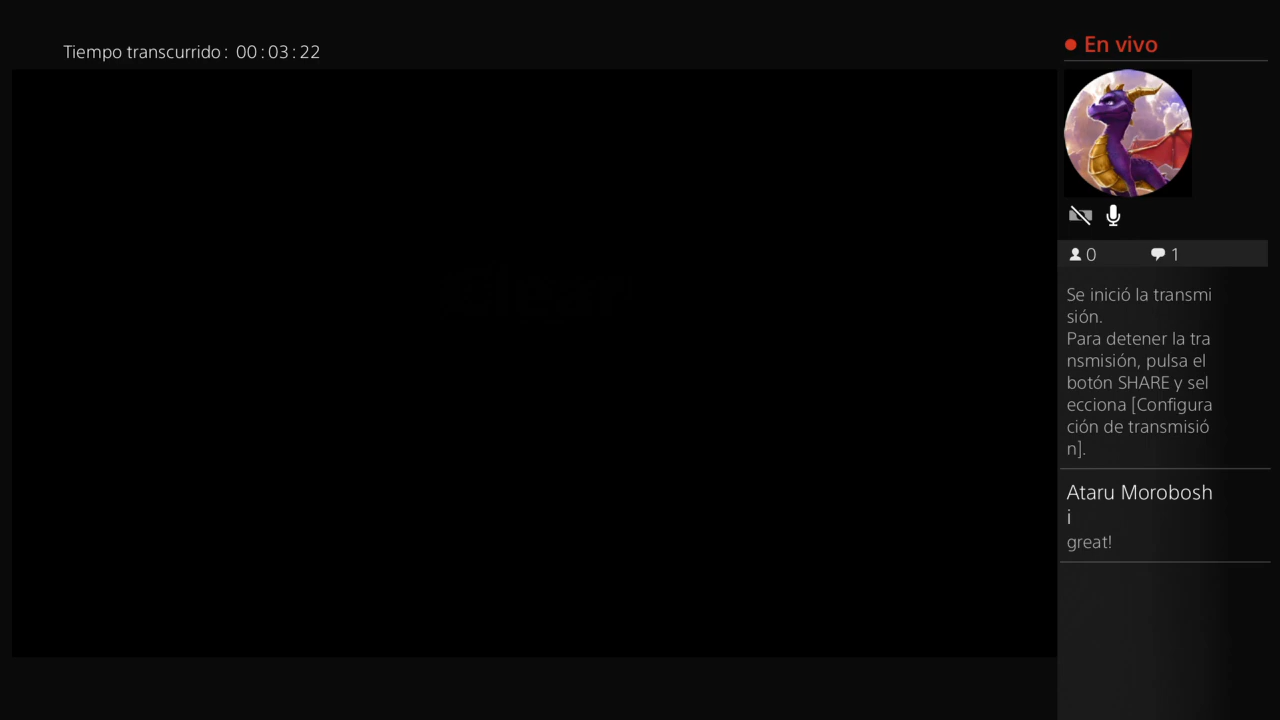 Tiempo transcurrido: 00:03:22
En vivo
0 1
Se inició la transmi
sión.
Para detener la tra
nsmisión, pulsa el
botón SHARE y sel
ecciona [Configura
ción de transmisió
n].
Ataru Morobosh
i
great!
Clear